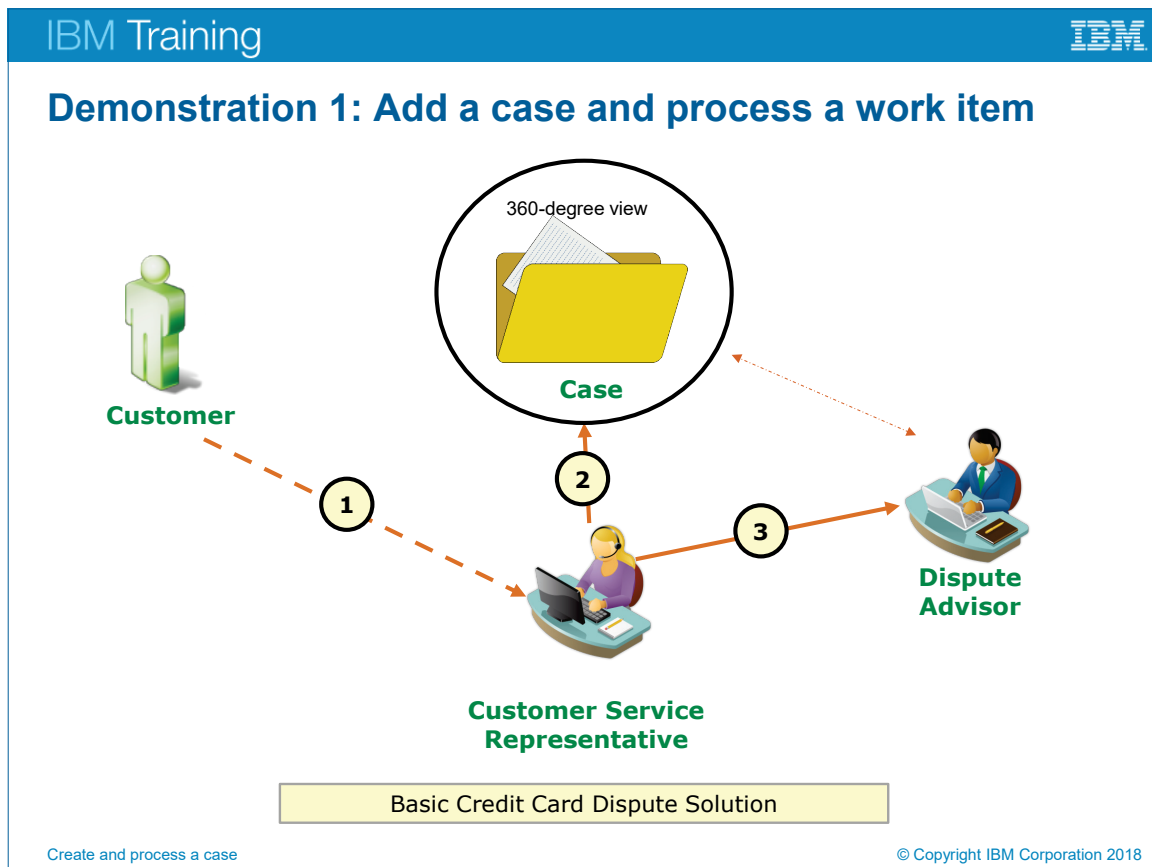 IBM Training
IBM
Demonstration 1: Add a case and process a work item
360-degree view
Case
Customer
1
2
3
Dispute
Advisor
Customer Service
Representative
Basic Credit Card Dispute Solution
Create and process a case
© Copyright IBM Corporation 2018